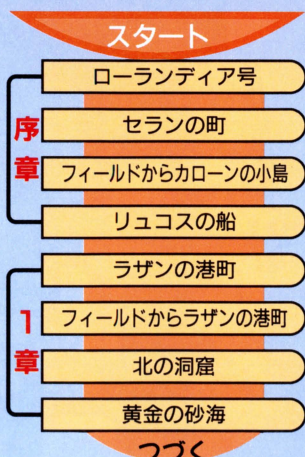 スタート
序章
ローランディア号
セランの町
フィールドからカローンの小島
リュコスの船
1章
ラザンの港町
フィールドからラザンの港町
北の洞窟
黄金の砂海
つづく